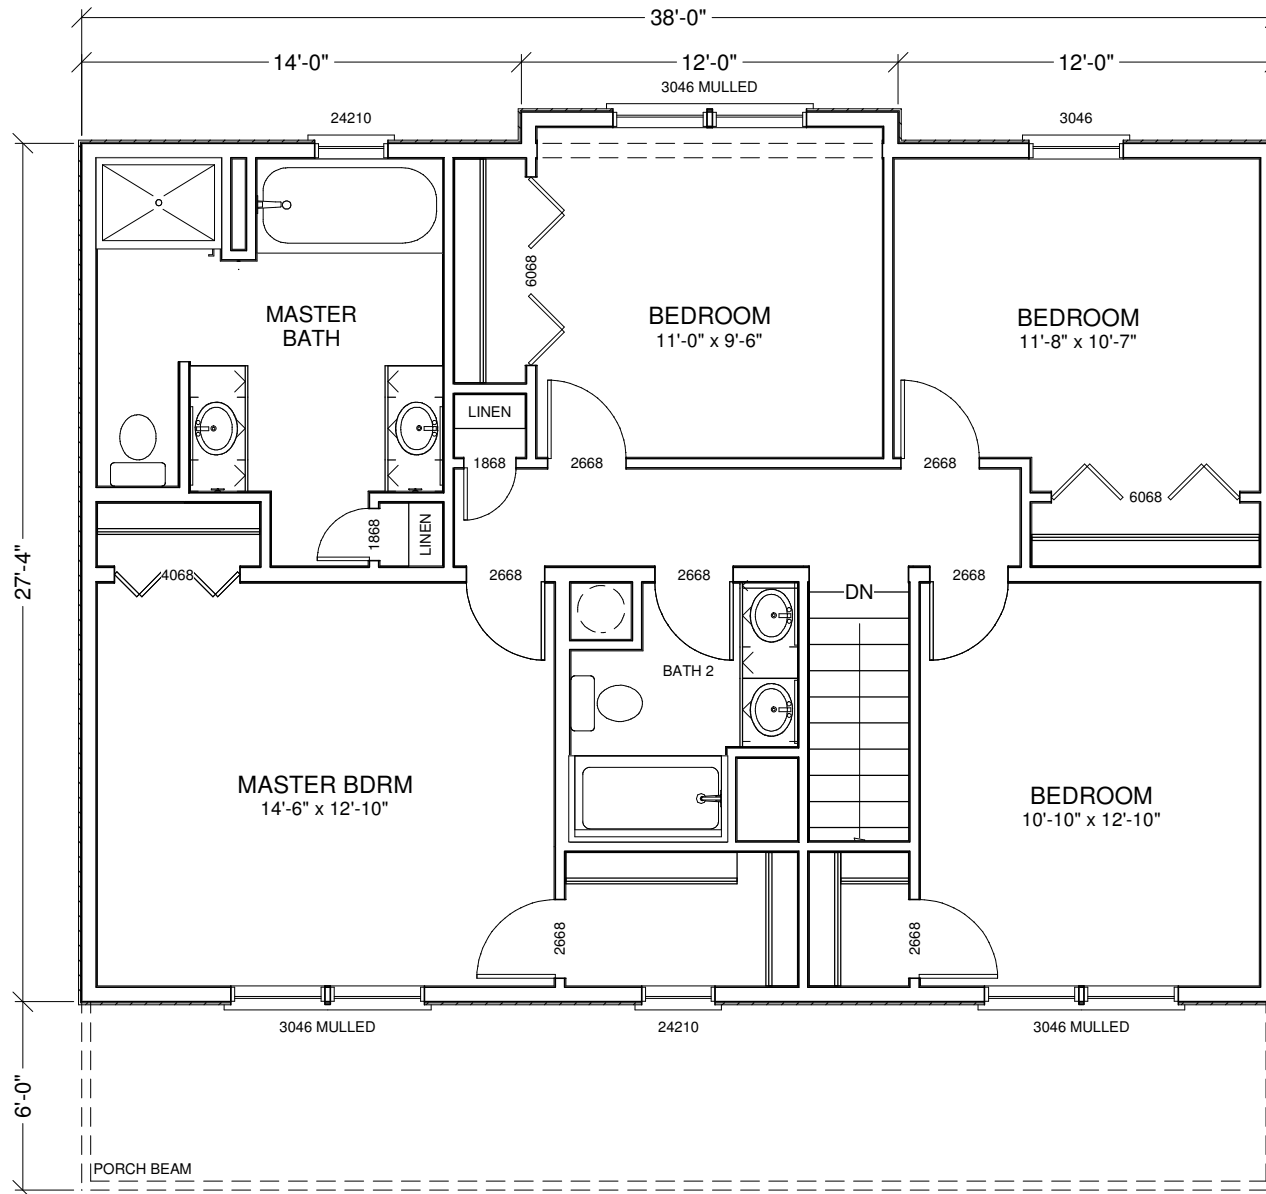 38'-0"
14'-0"
12'-0"
12'-0"
3046 MULLED
24210
3046
6068
MASTER
BATH
BEDROOM
11'-0" x 9'-6"
BEDROOM
11'-8" x 10'-7"
LINEN
1868
2668
2668
6068
1868
LINEN
4068
2668
2668
2668
27'-4"
DN
BATH 2
MASTER BDRM
14'-6" x 12'-10"
BEDROOM
10'-10" x 12'-10"
2668
2668
3046 MULLED
24210
3046 MULLED
6'-0"
PORCH BEAM